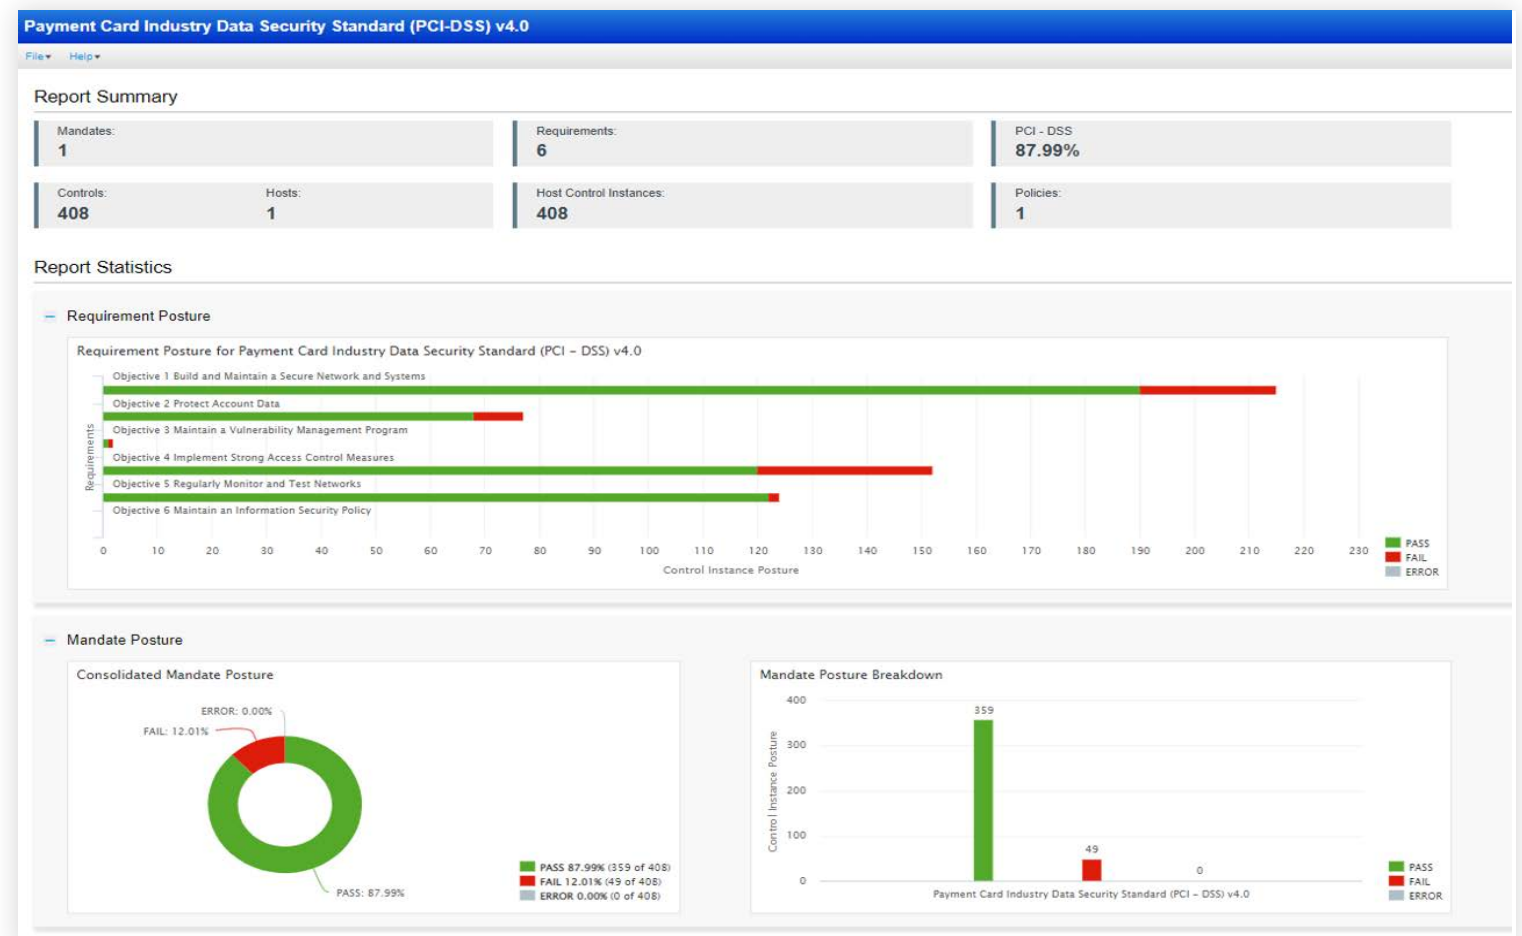 Payment Card Industry Data Security Standard (PCI-DSS) v4.0
File Help
Report Summary
Mandates:
1
Requirements:
6
PCI - DSS
87.99%
Controls:
408
Hosts:
1
Host Control Instances:
408
Policies:
1
Report Statistics
Requirement Posture
Requirement Posture for Payment Card Industry Data Security Standard (PCI – DSS) v4.0
Requirements
Objective 1 Build and Maintain a Secure Network and Systems
Objective 2 Protect Account Data
Objective 3 Maintain a Vulnerability Management Program
Objective 4 Implement Strong Access Control Measures
Objective 5 Regularly Monitor and Test Networks
Objective 6 Maintain an Information Security Policy
0 10 20 30 40 50 60 70 80 90 100 110 120 130 140 150 160 170 180 190 200 210 220 230
Control Instance Posture
PASS
FAIL
ERROR
Mandate Posture
Consolidated Mandate Posture
ERROR: 0.00%
FAIL: 12.01%
PASS: 87.99%
PASS 87.99% (359 of 408)
FAIL 12.01% (49 of 408)
ERROR 0.00% (0 of 408)
Mandate Posture Breakdown
Control Instance Posture
400
300
200
100
0
359
49
0
Payment Card Industry Data Security Standard (PCI – DSS) v4.0
PASS
FAIL
ERROR